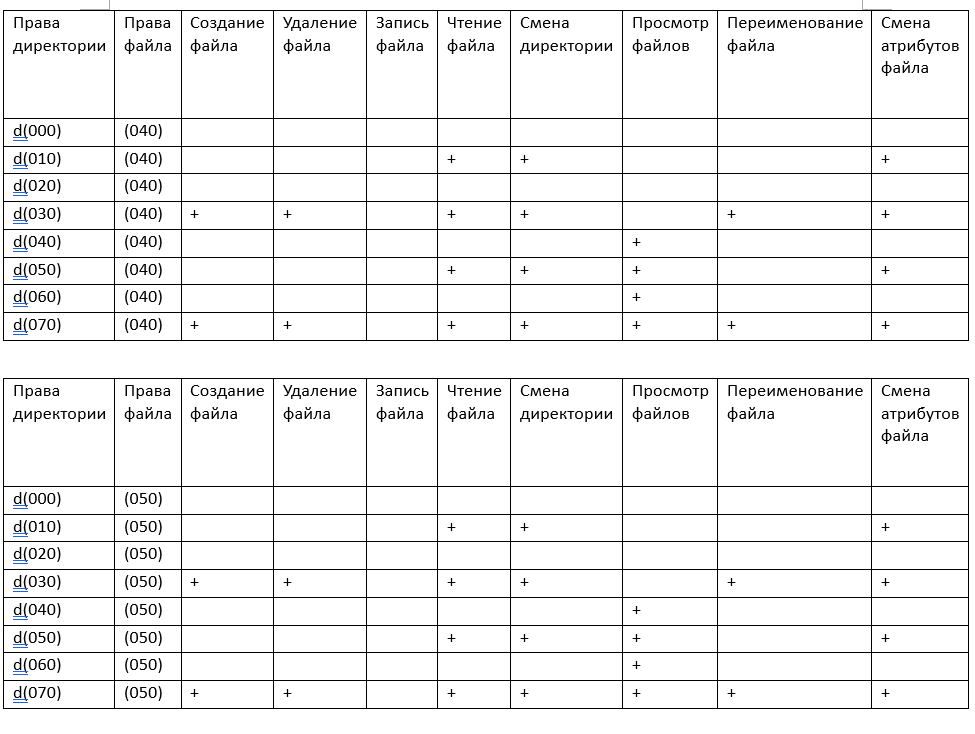 Права директории Права файла Создание файла Удаление файла Запись файла Чтение файла Смена директории Просмотр файлов Переименование файла Смена атрибутов файла
d(000) (040)
d(010) (040) + + +
d(020) (040)
d(030) (040) + + + + + +
d(040) (040) +
d(050) (040) + + + +
d(060) (040) +
d(070) (040) + + + + + + +
Права директории Права файла Создание файла Удаление файла Запись файла Чтение файла Смена директории Просмотр файлов Переименование файла Смена атрибутов файла
d(000) (050)
d(010) (050) + + +
d(020) (050)
d(030) (050) + + + + + +
d(040) (050) +
d(050) (050) + + + +
d(060) (050) +
d(070) (050) + + + + + + +